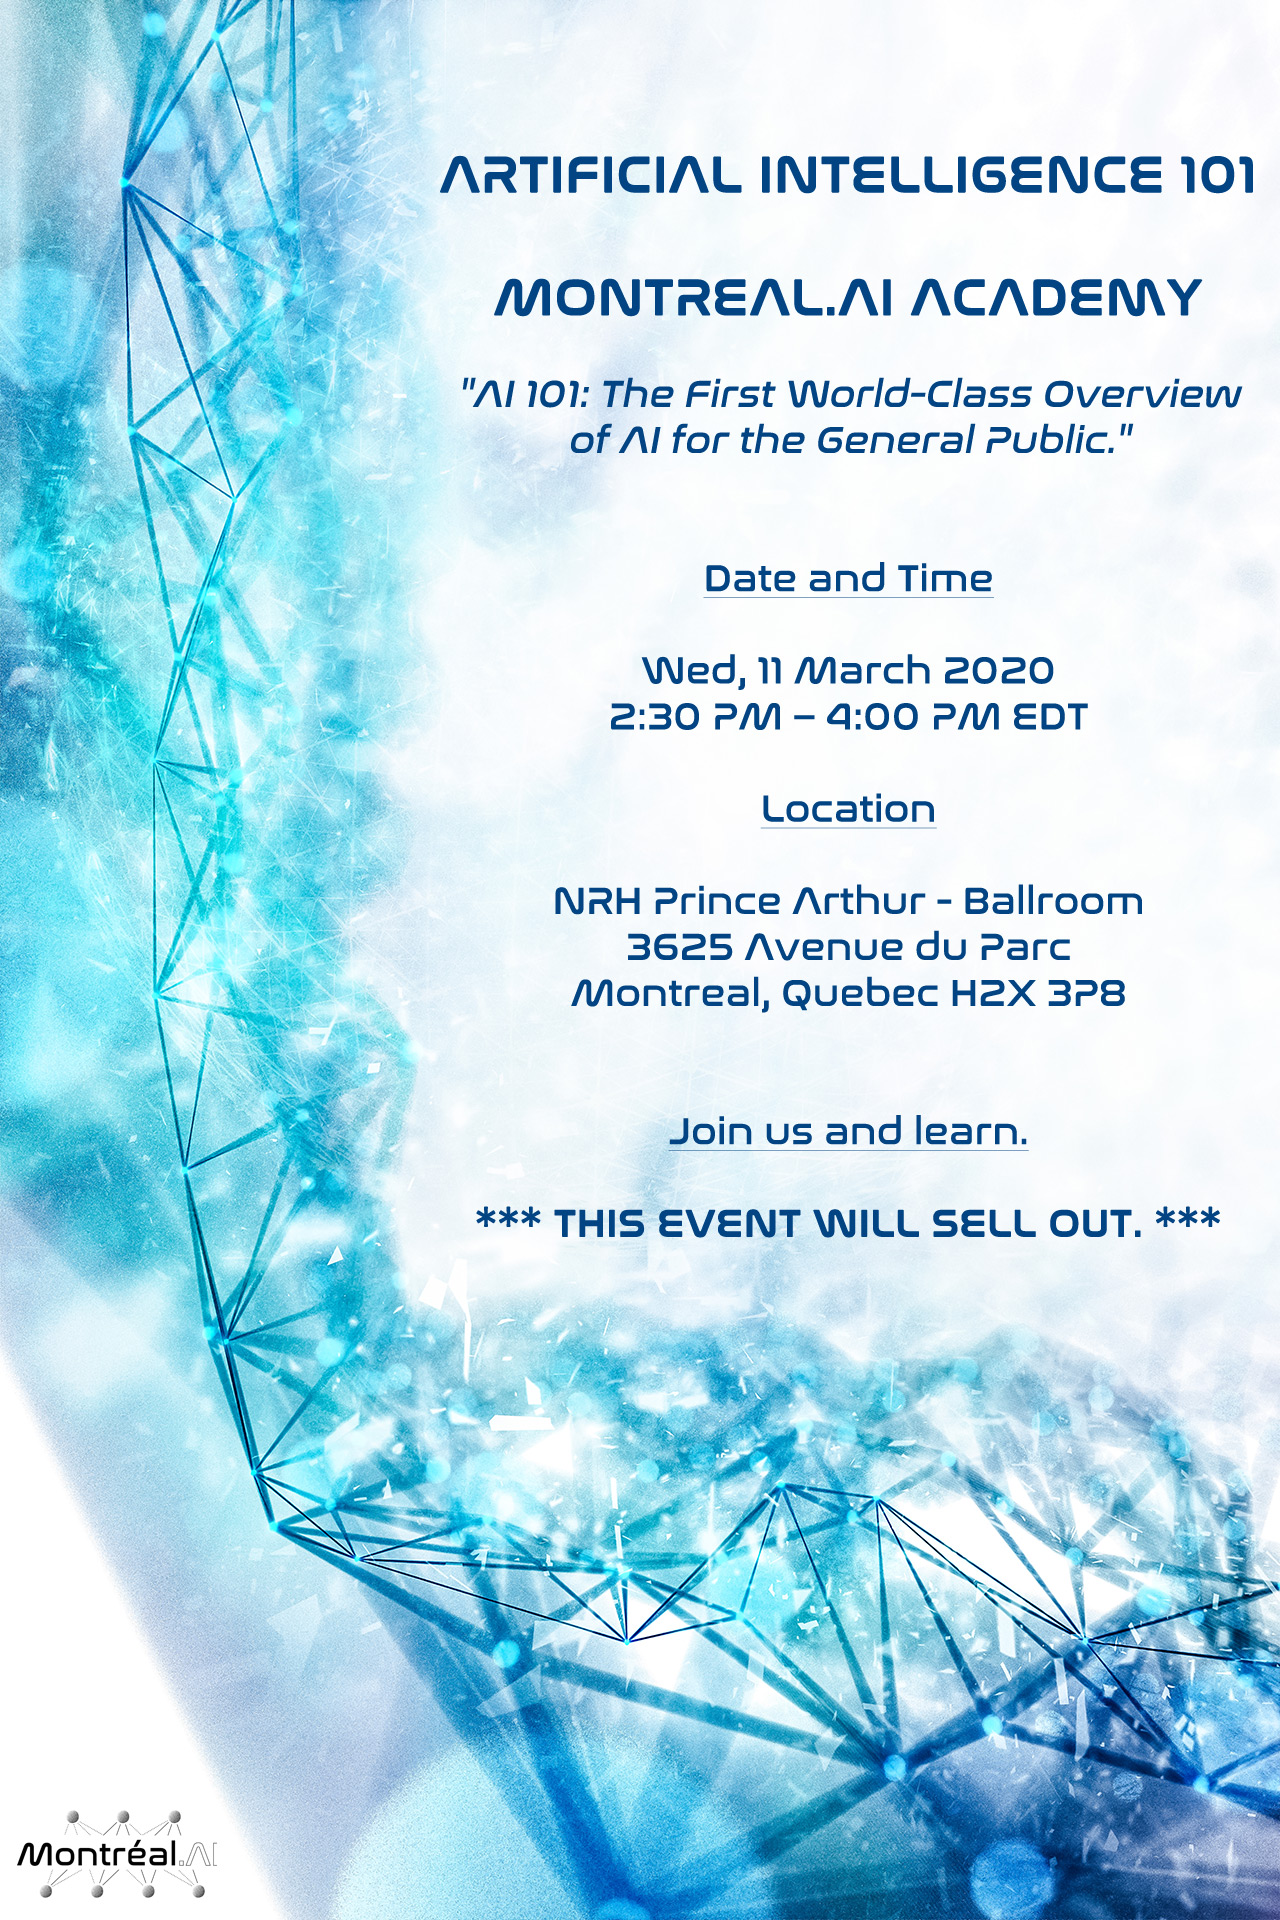 ARTIFICIAL INTELLIGENCE 101
MONTREAL.AI ACADEMY
"AI 101: The First World-Class Overview
of AI for the General Public."
Date and Time
Wed, 11 March 2020
2:30 PM – 4:00 PM EDT
Location
NRH Prince Arthur - Ballroom
3625 Avenue du Parc
Montreal, Quebec H2X 3P8
Join us and learn.
*** THIS EVENT WILL SELL OUT. ***
Montréal.AI